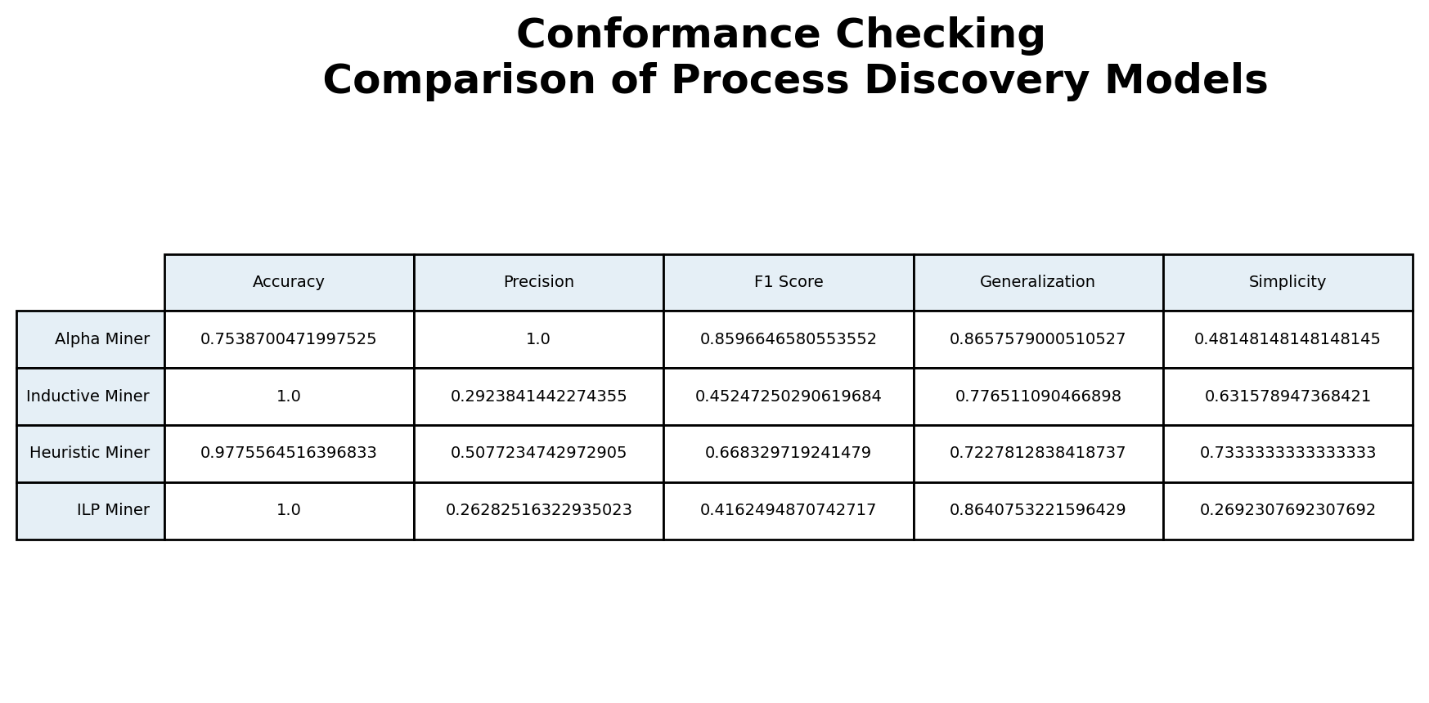 Conformance Checking
Comparison of Process Discovery Models
Accuracy Precision F1 Score Generalization Simplicity
Alpha Miner 0.7538700471997525 1.0 0.8596646580553552 0.8657579000510527 0.48148148148148145
Inductive Miner 1.0 0.2923841442274355 0.45247250290619684 0.776511090466898 0.631578947368421
Heuristic Miner 0.9775564516396833 0.5077234742972905 0.668329719241479 0.7227812838418737 0.7333333333333333
ILP Miner 1.0 0.26282516322935023 0.4162494870742717 0.8640753221596429 0.2692307692307692